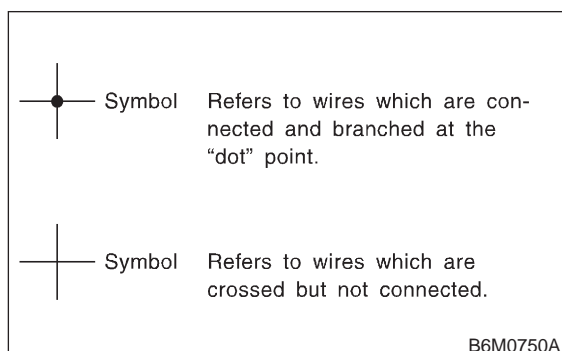 Symbol Refers to wires which are con-
nected and branched at the
“dot” point.
Symbol Refers to wires which are
crossed but not connected.
B6M0750A